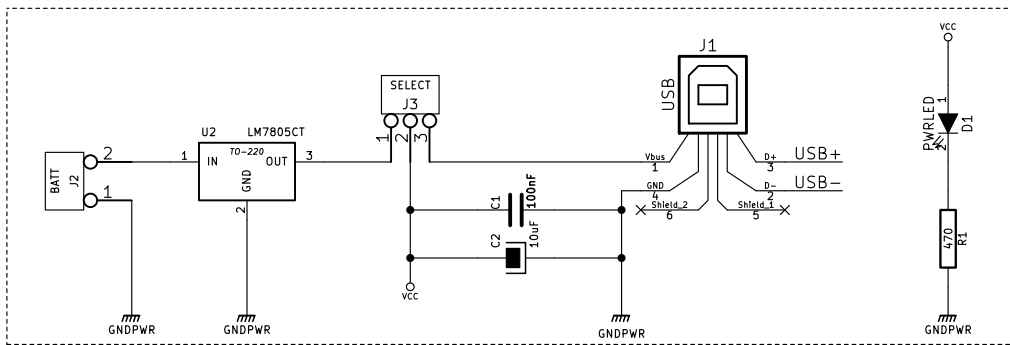 J1
VCC
SELECT
J3
USB
1
2
3
U2
LM7805CT
TO-220
IN
OUT
GND
1
3
2
BATT
J2
2
1
Vbus
1
D+
3
USB+
GND
4
D-
2
USB-
Shield_2
6
Shield_1
5
C1
100nF
C2
10uF
VCC
PWRLED
1
2
D1
470
R1
GNDPWR
GNDPWR
GNDPWR
GNDPWR